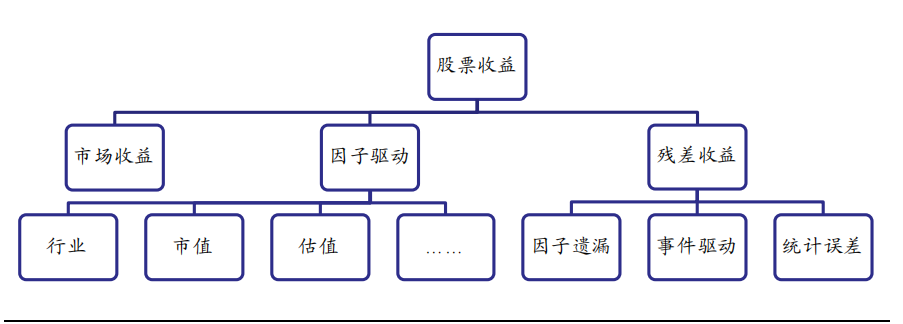 股票收益
市场收益
因子驱动
残差收益
行业
市值
估值
……
因子遗漏
事件驱动
统计误差